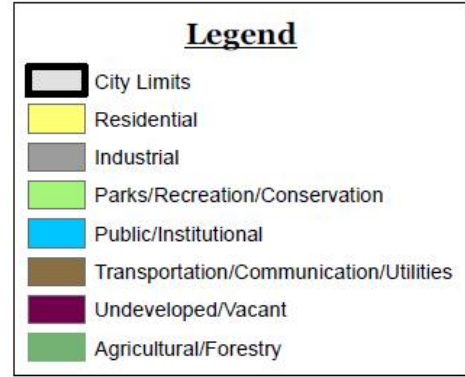 Legend
City Limits
Residential
Industrial
Parks/Recreation/Conservation
Public/Institutional
Transportation/Communication/Utilities
Undeveloped/Vacant
Agricultural/Forestry